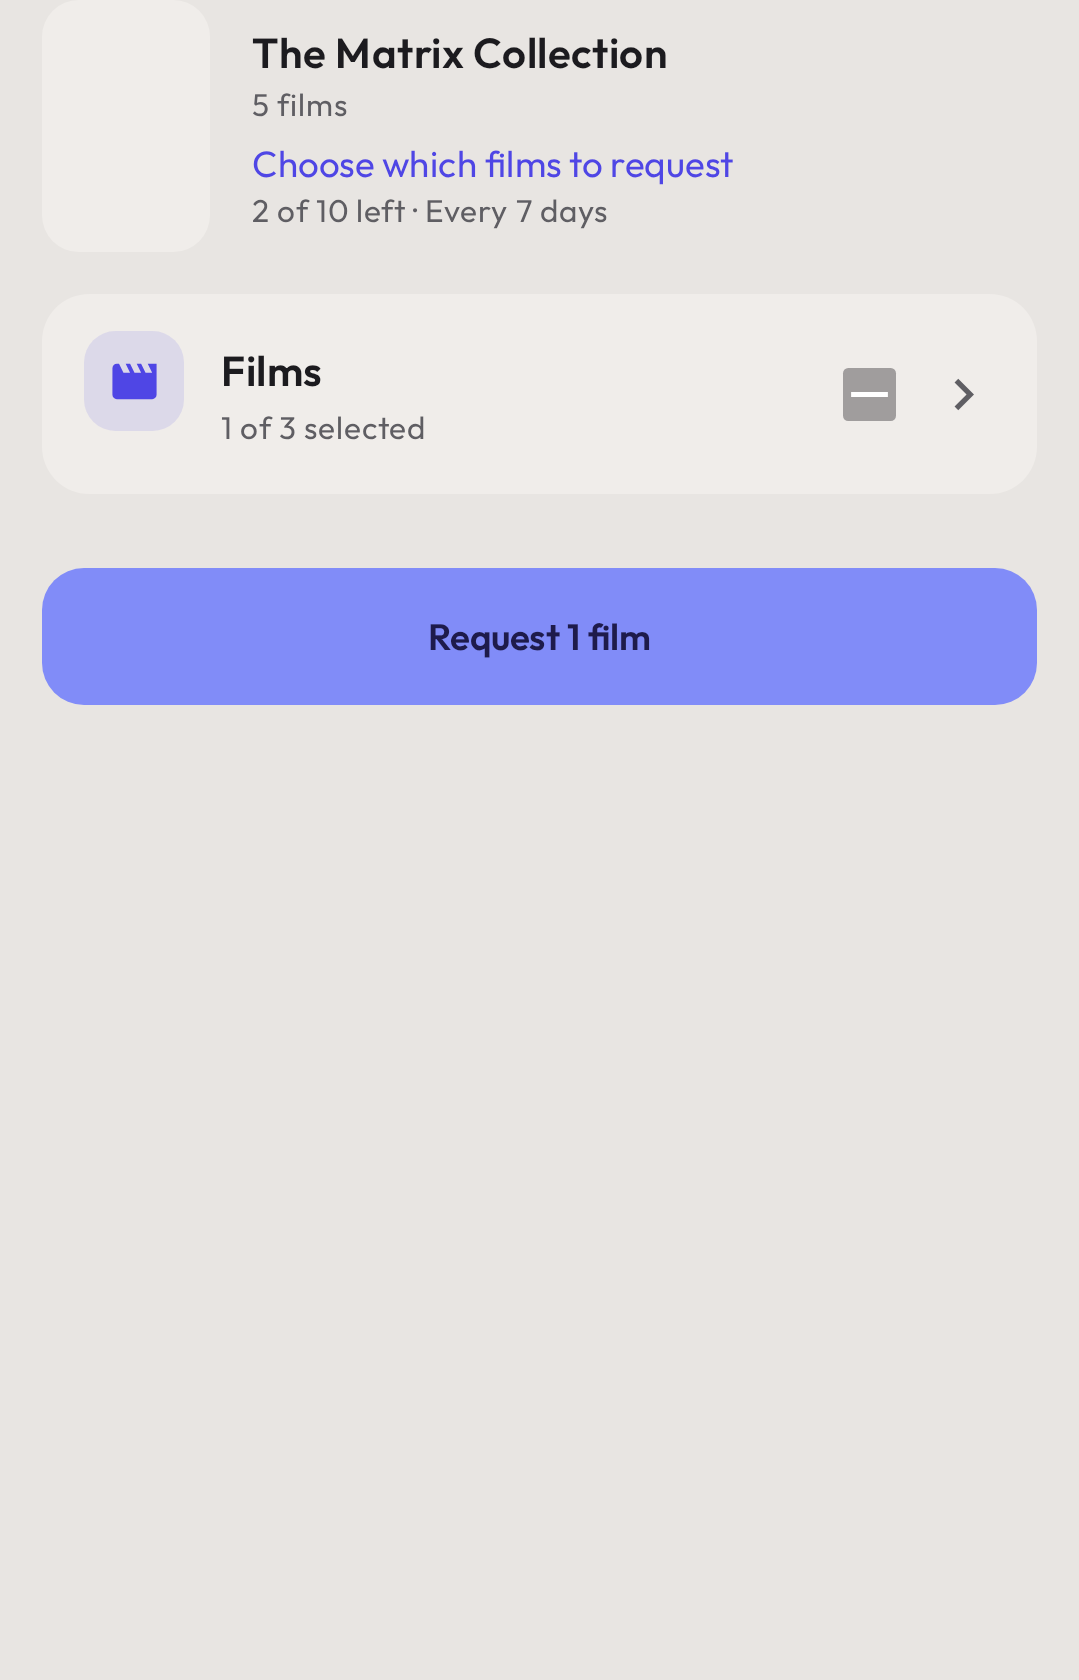 The Matrix Collection
5 films
Choose which films to request
2 of 10 left · Every 7 days
Films
1 of 3 selected
Request 1 film